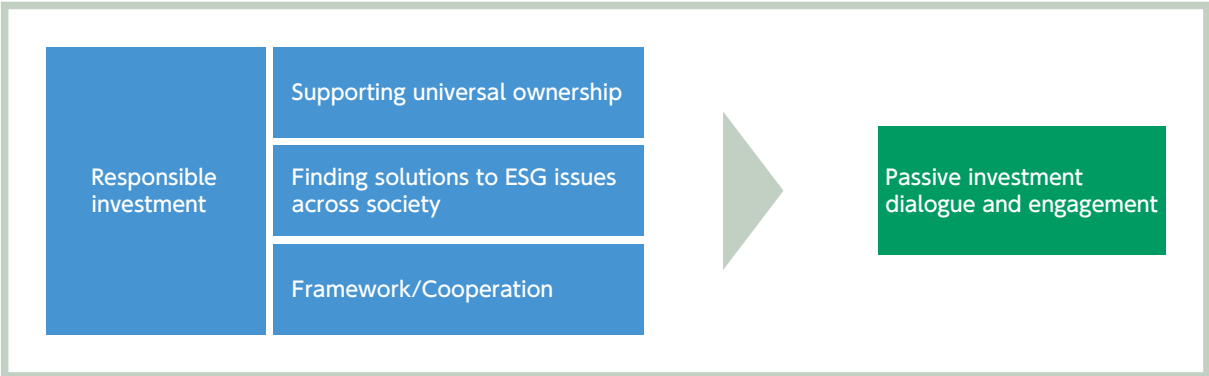 Responsible
investment
Supporting universal ownership
Finding solutions to ESG issues
across society
Framework/Cooperation
Passive investment
dialogue and engagement